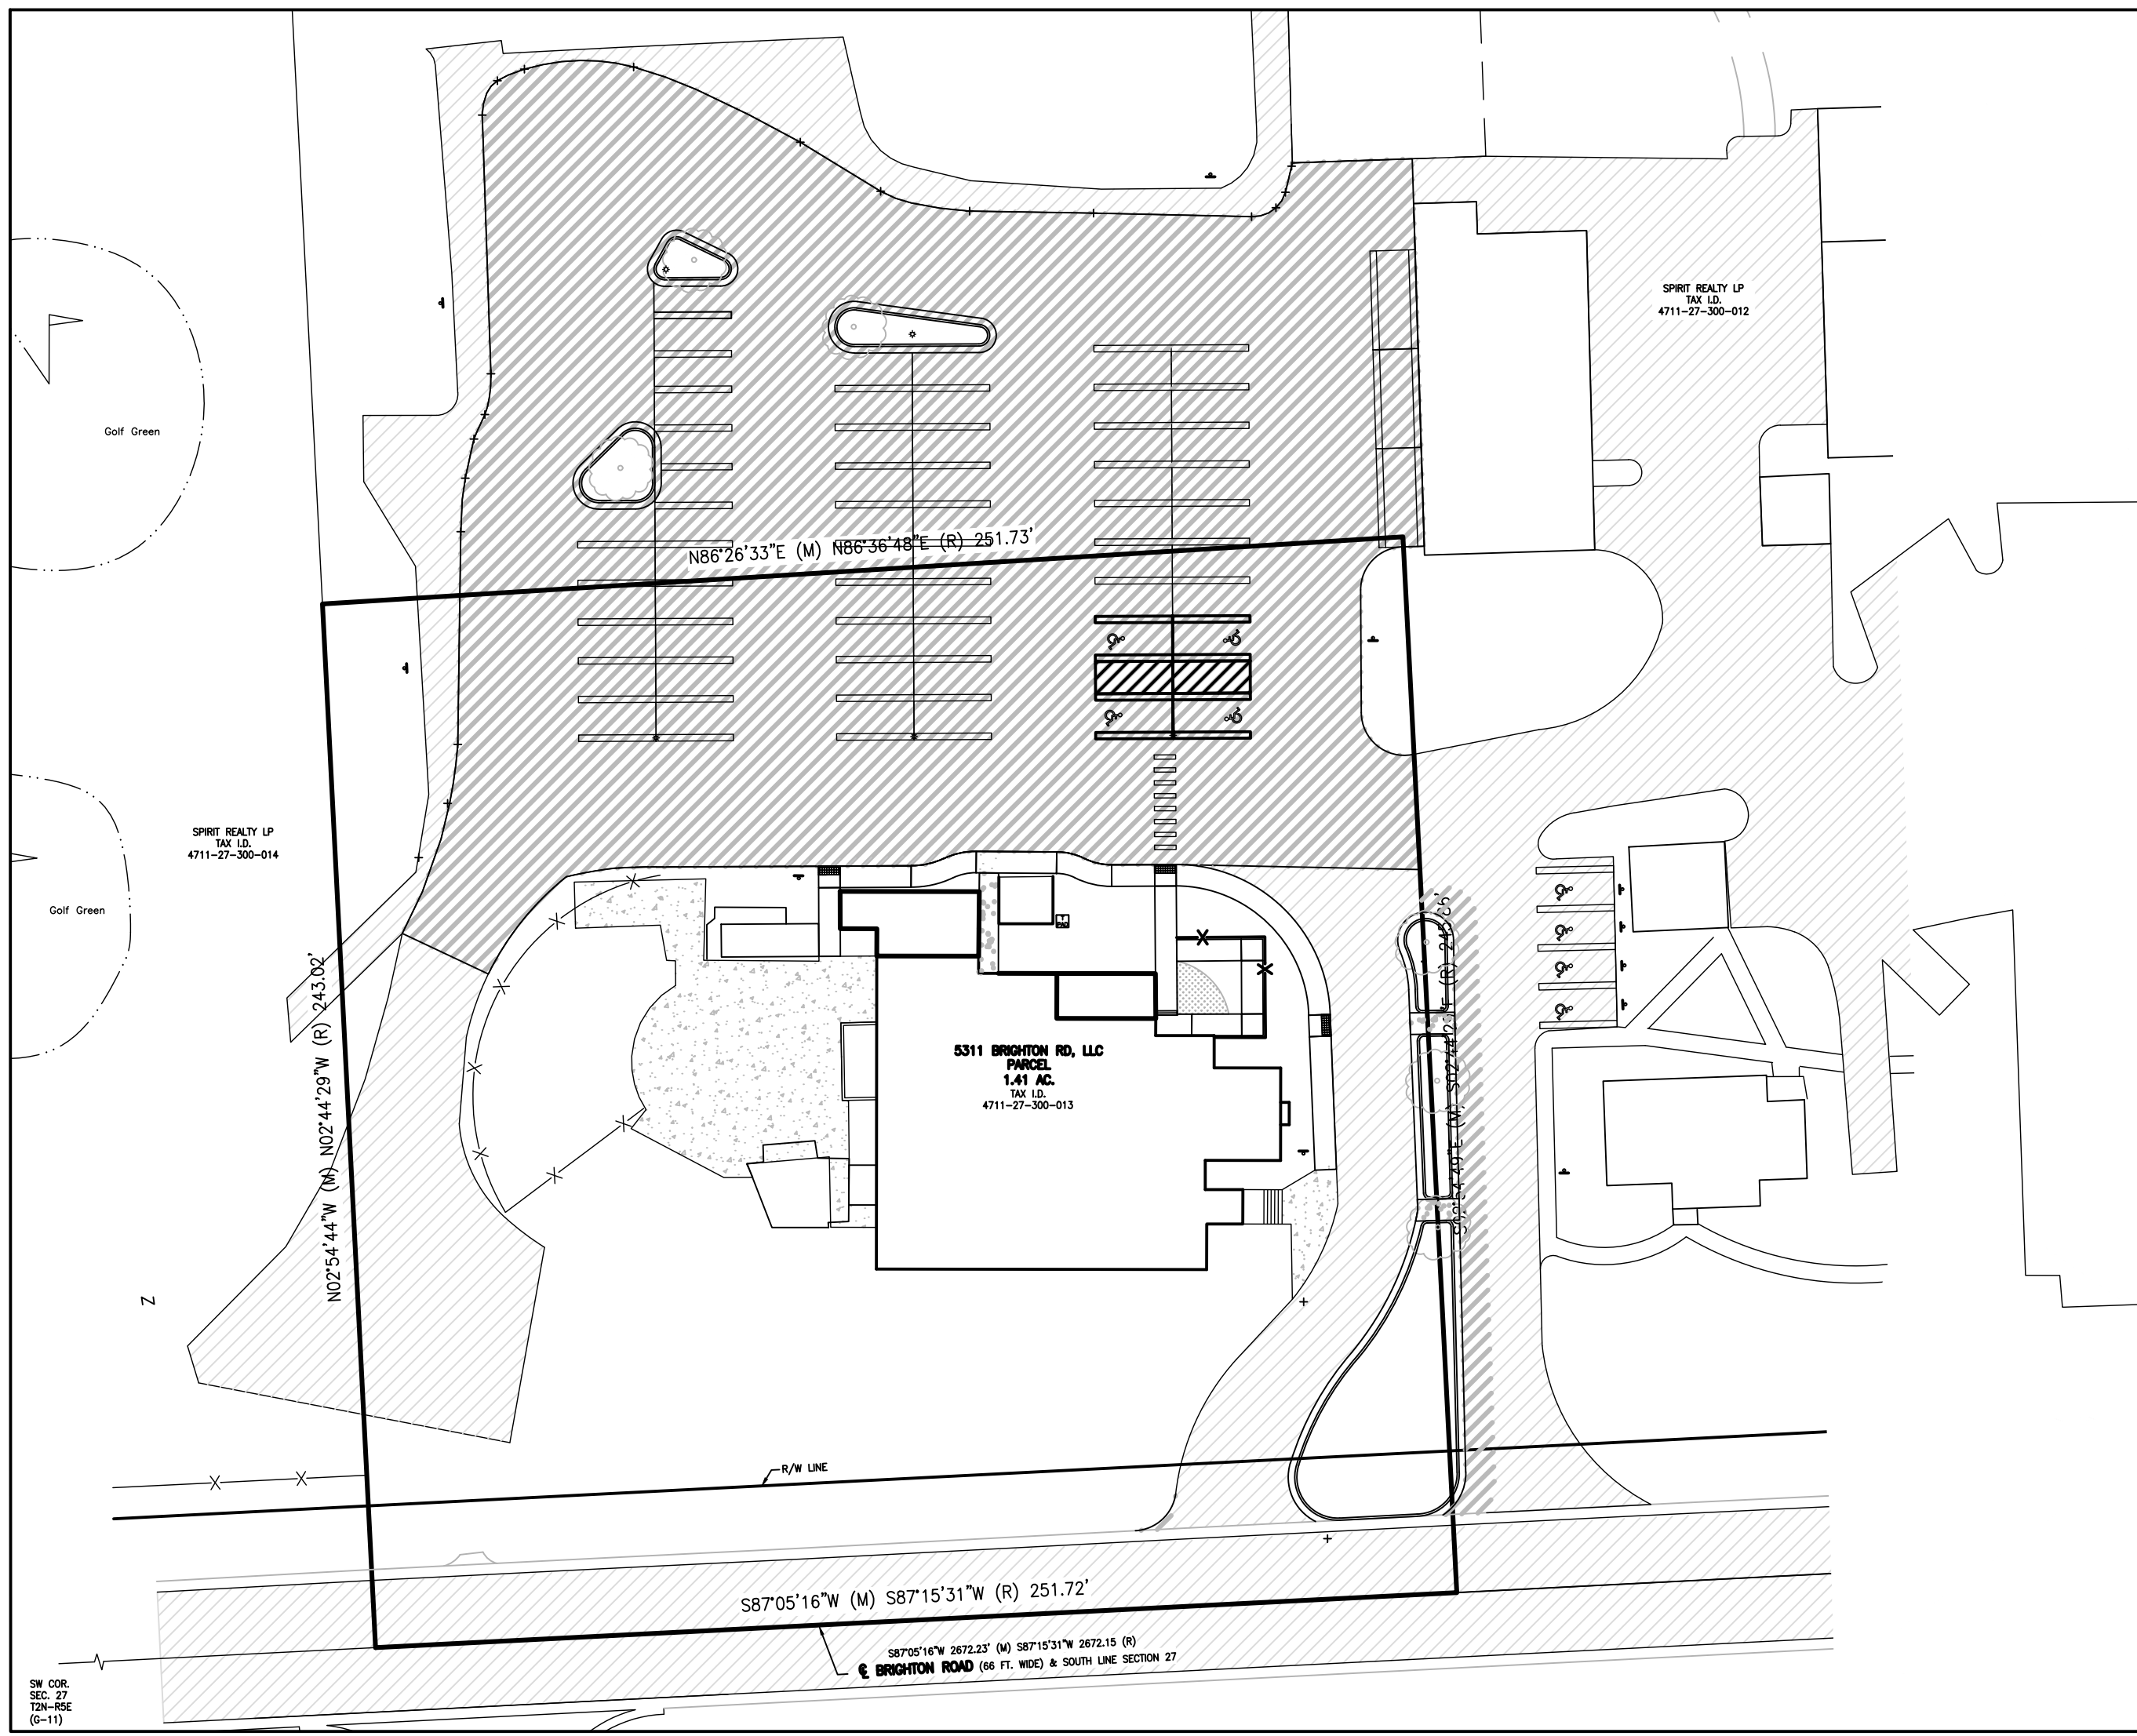 SPIRIT REALTY LP
TAX I.D.
4711-27-300-012
Golf Green
N86°26'33"E (M) N86°36'48"E (R) 251.73'
SPIRIT REALTY LP
TAX I.D.
4711-27-300-014
Golf Green
N02°54'44"W (M) N02°44'29"W (R) 243.02'
T
PAD
5311 BRIGHTON RD, LLC
PARCEL
1.41 AC.
TAX I.D.
4711-27-300-013
Z
R/W LINE
S87°05'16"W (M) S87°15'31"W (R) 251.72'
S87°05'16"W 2672.23' (M) S87°15'31"W 2672.15 (R)
℄ BRIGHTON ROAD (66 FT. WIDE) & SOUTH LINE SECTION 27
SW COR.
SEC. 27
T2N-R5E
(G-11)